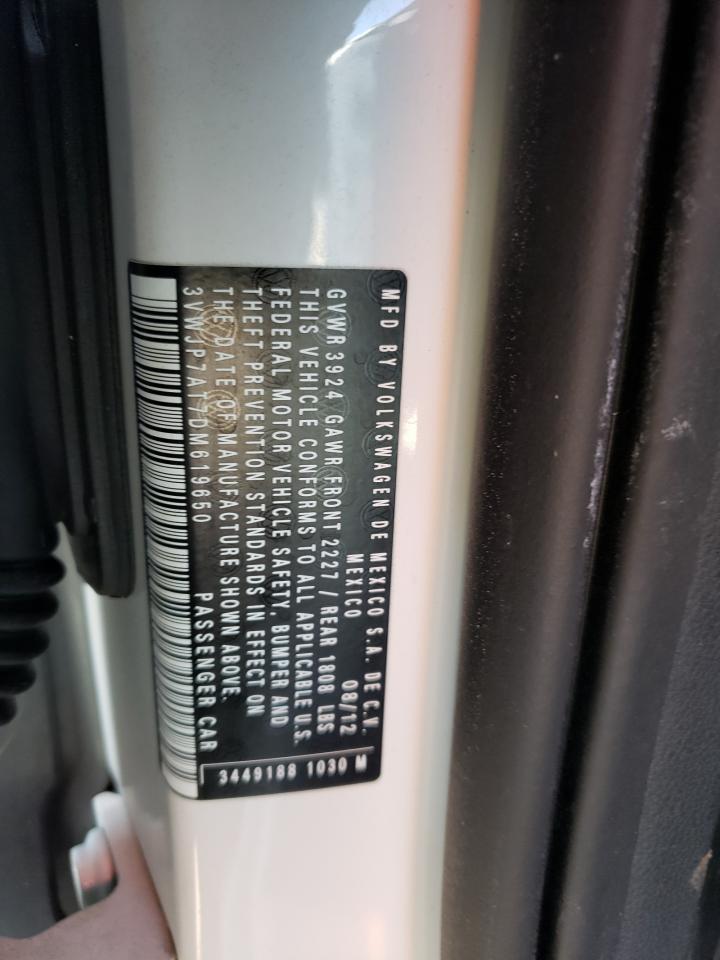 MFD BY VOLKSWAGEN DE MEXICO S.A. DE C.V.
MEXICO 08/12
GVWR 3924 GAWR FRONT 2227 / REAR 1808 LBS
THIS VEHICLE CONFORMS TO ALL APPLICABLE U.S.
FEDERAL MOTOR VEHICLE SAFETY, BUMPER AND
THEFT PREVENTION STANDARDS IN EFFECT ON
THE DATE OF MANUFACTURE SHOWN ABOVE.
3VWJP7AT7DM619650 PASSENGER CAR
3449188 1030 M